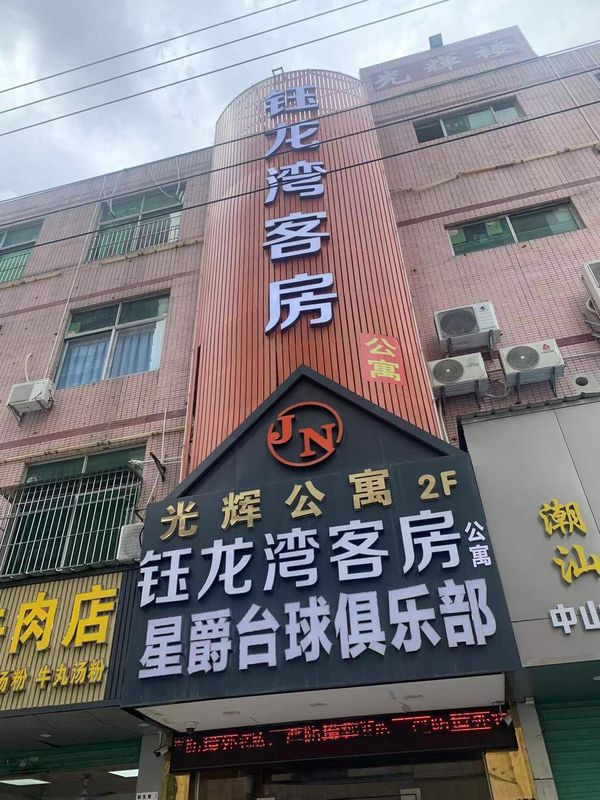 光辉楼
钰龙湾客房
公寓
JN
光辉公寓 2F
钰龙湾客房 公寓
星爵台球俱乐部
牛肉店
汤粉 牛丸汤粉
潮汕
中山